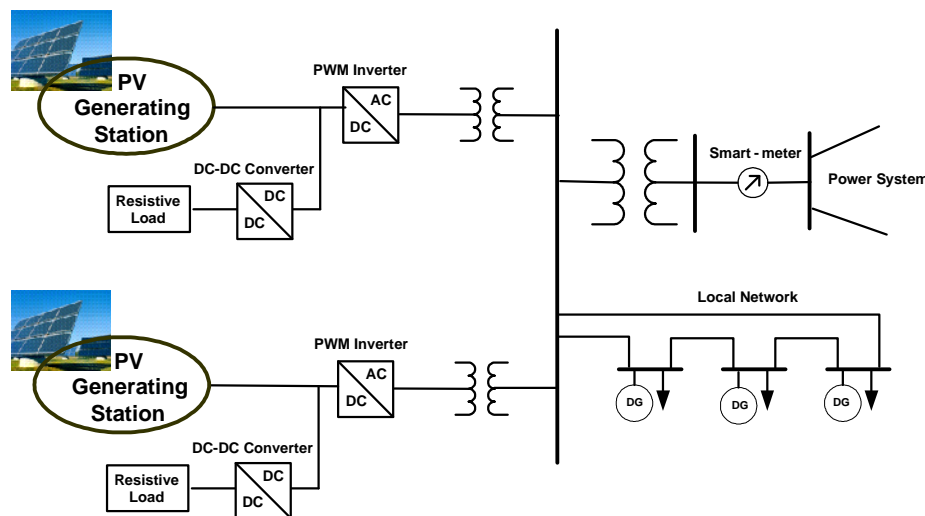 PV
Generating
Station
PWM Inverter
AC
DC
DC-DC Converter
DC
DC
Resistive
Load
Smart - meter
Power System
Local Network
DG
DG
DG
PV
Generating
Station
PWM Inverter
AC
DC
DC-DC Converter
DC
DC
Resistive
Load